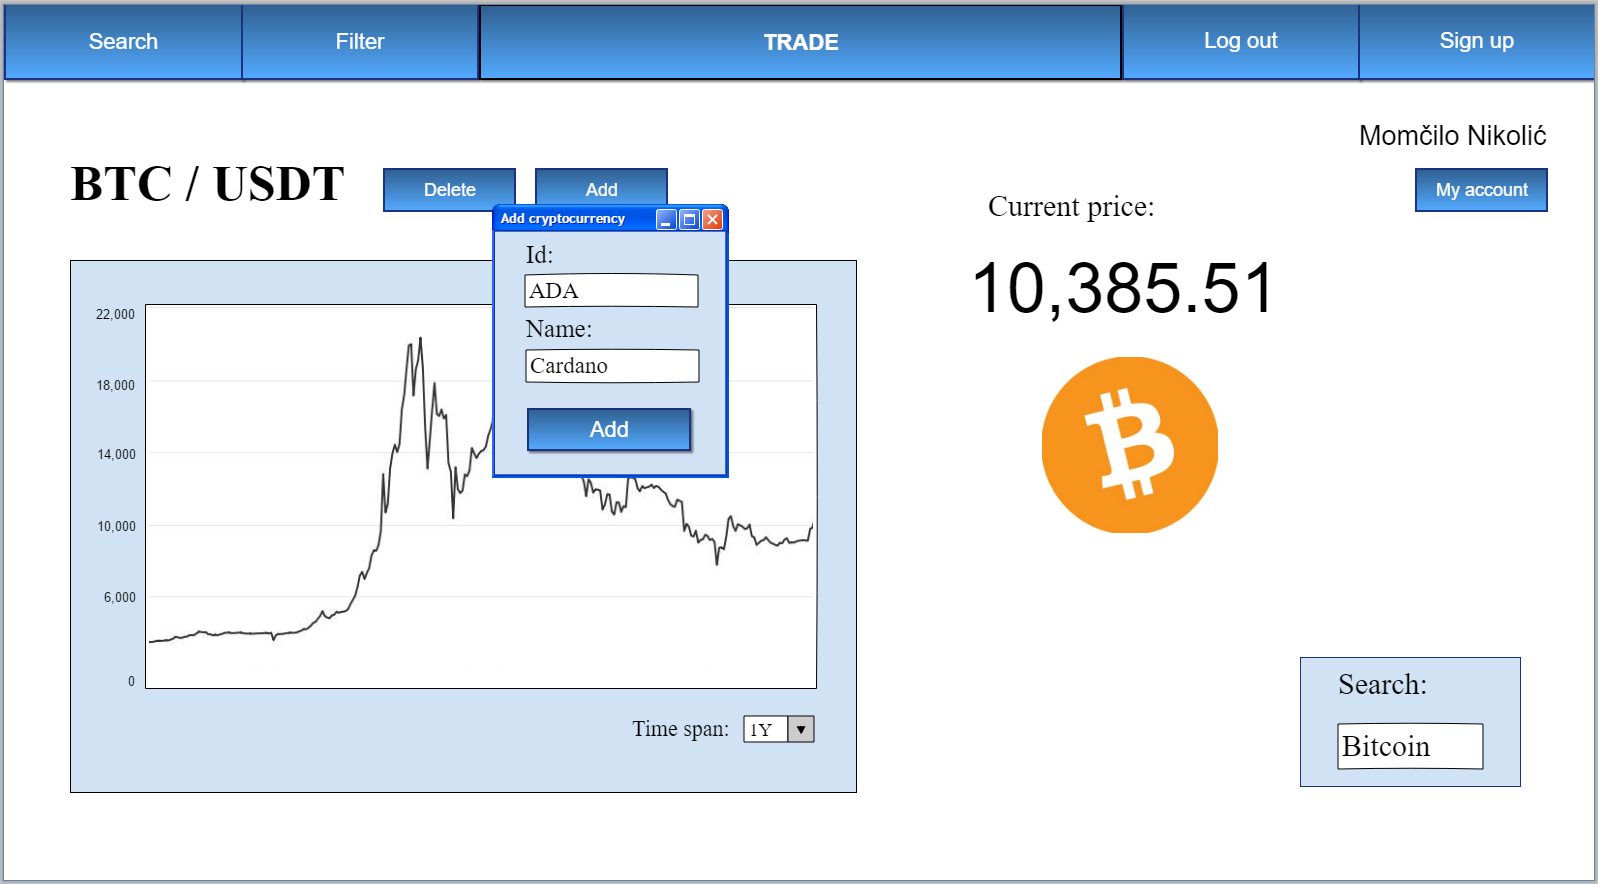 Search
Filter
TRADE
Log out
Sign up
Momčilo Nikolić
My account
BTC / USDT
Delete
Add
Current price:
10,385.51
Add cryptocurrency
Id:
ADA
Name:
Cardano
Add
22,000
18,000
14,000
10,000
6,000
0
Time span:
1Y
Search:
Bitcoin